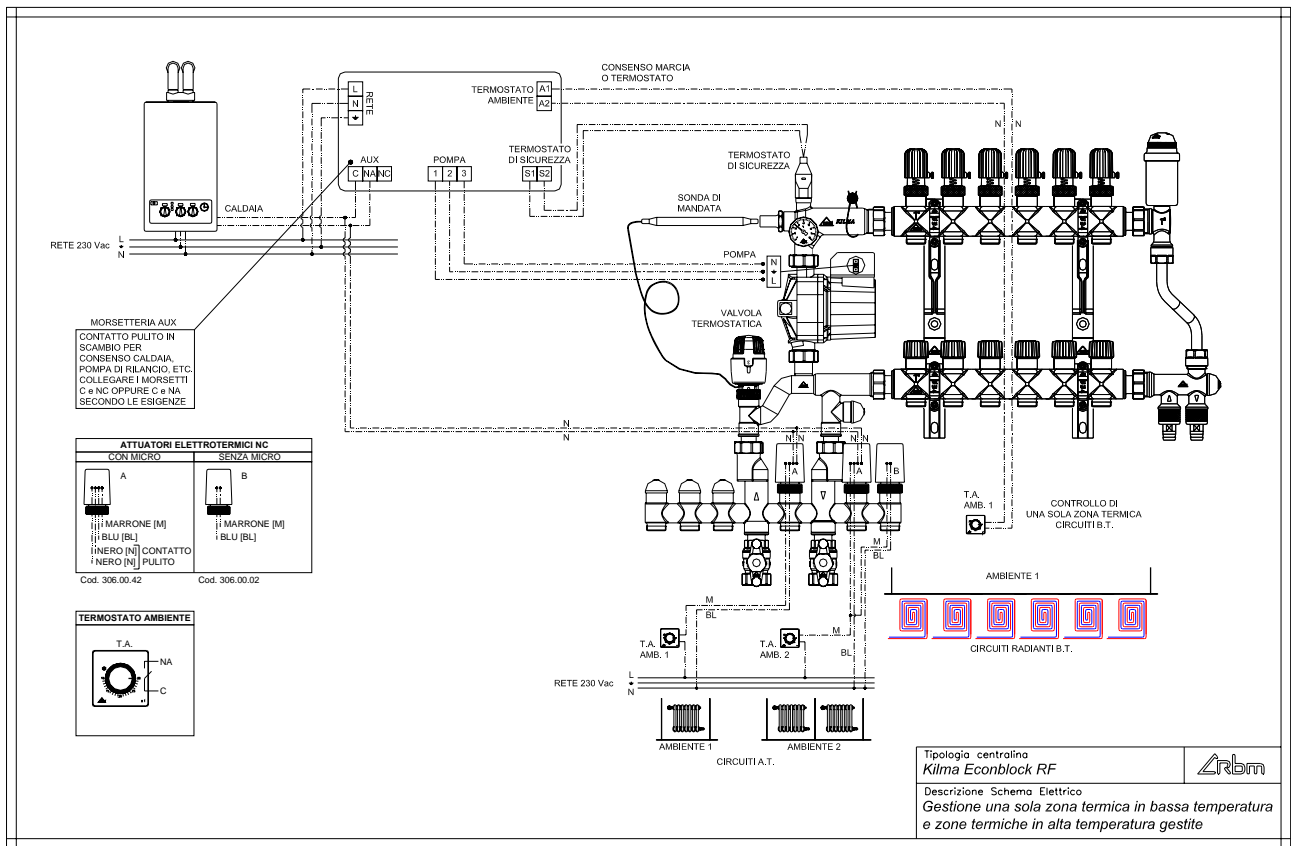 CONSENSO MARCIA
O TERMOSTATO
L
N
RETE
TERMOSTATO
AMBIENTE
A1
A2
N N
AUX
C NA NC
POMPA
1 2 3
TERMOSTATO
DI SICUREZZA
S1 S2
TERMOSTATO
DI SICUREZZA
SONDA DI
MANDATA
KILMA
CALDAIA
RETE 230 Vac
L
N
POMPA
N
L
VALVOLA
TERMOSTATICA
MORSETTERIA AUX
CONTATTO PULITO IN
SCAMBIO PER
CONSENSO CALDAIA,
POMPA DI RILANCIO, ETC.
COLLEGARE I MORSETTI
C e NC OPPURE C e NA
SECONDO LE ESIGENZE
N
N
N N
N N
A
A
B
ATTUATORI ELETTROTERMICI NC
CON MICRO
SENZA MICRO
A
B
MARRONE [M]
BLU [BL]
NERO [N] CONTATTO
NERO [N] PULITO
MARRONE [M]
BLU [BL]
Cod. 306.00.42
Cod. 306.00.02
T.A.
AMB. 1
CONTROLLO DI
UNA SOLA ZONA TERMICA
CIRCUITI B.T.
M
BL
AMBIENTE 1
CIRCUITI RADIANTI B.T.
TERMOSTATO AMBIENTE
T.A.
NA
C
M
BL
T.A.
AMB. 1
M
BL
T.A.
AMB. 2
RETE 230 Vac
L
N
AMBIENTE 1
AMBIENTE 2
CIRCUITI A.T.
Tipologia centralina
Kilma Econblock RF
rbm
Descrizione Schema Elettrico
Gestione una sola zona termica in bassa temperatura
e zone termiche in alta temperatura gestite